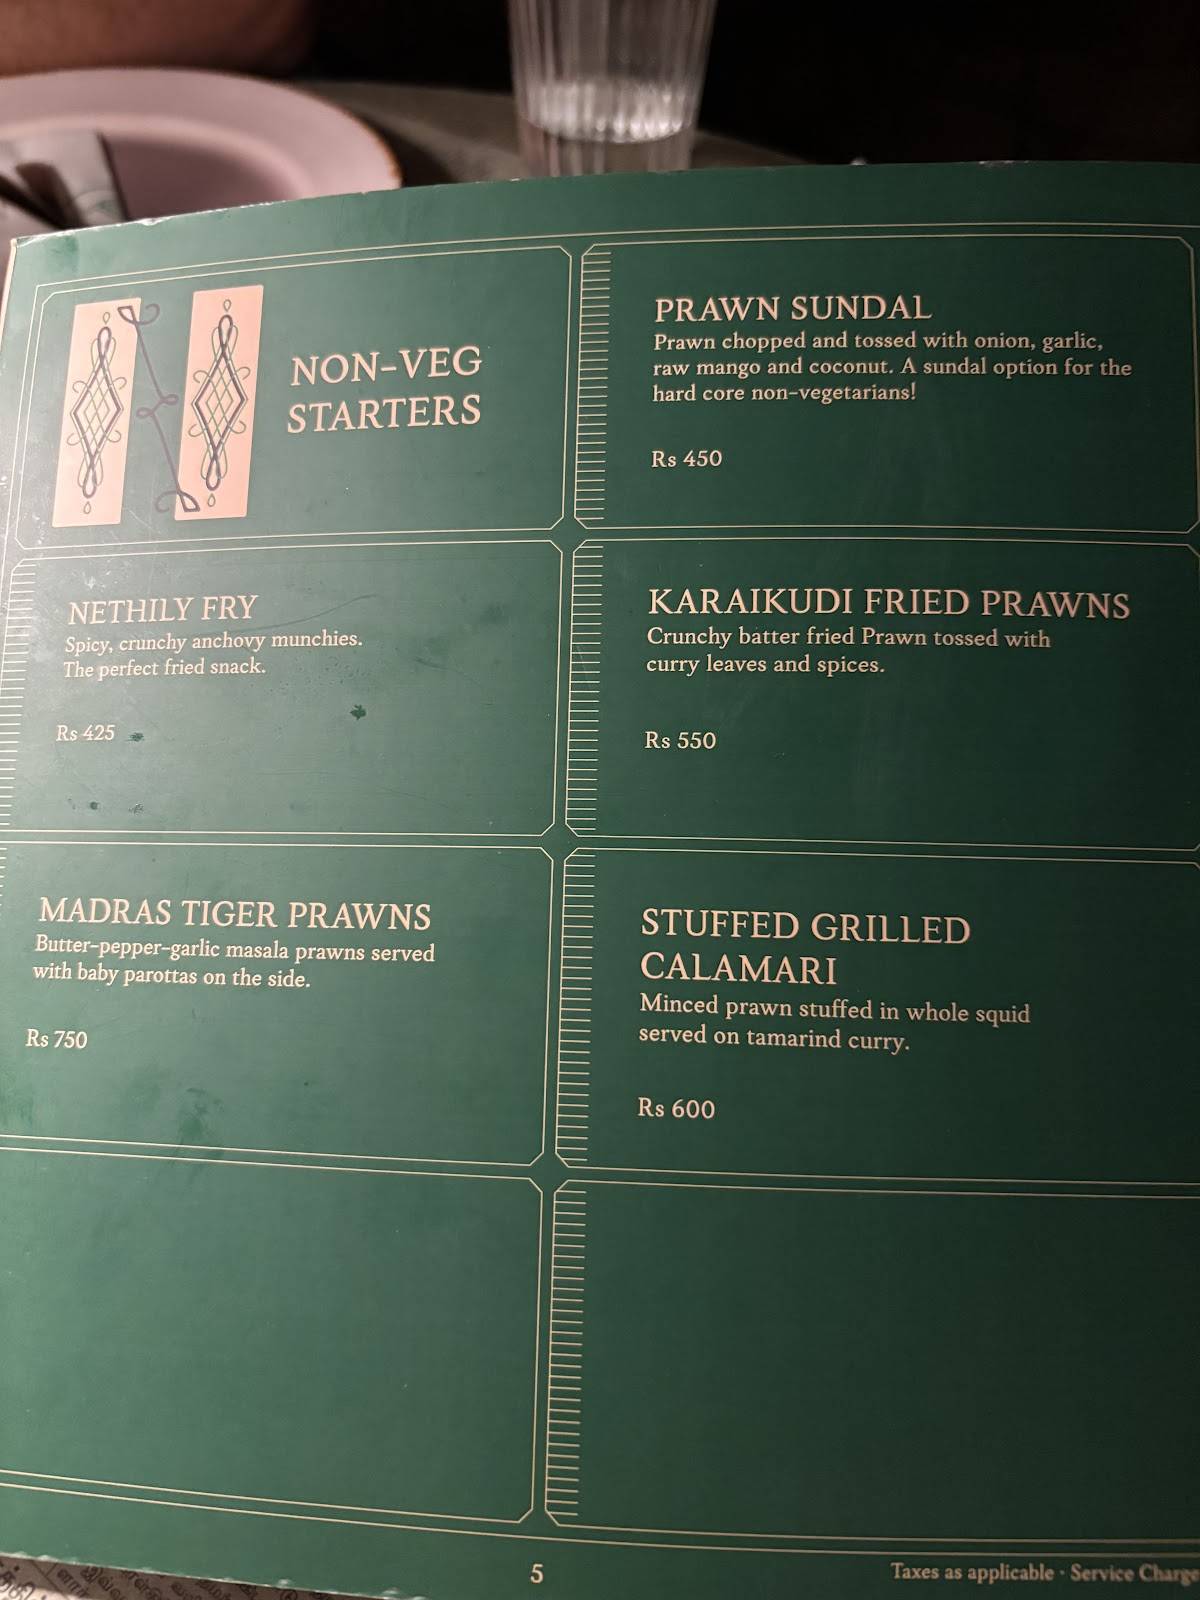 NON-VEG
STARTERS
PRAWN SUNDAL
Prawn chopped and tossed with onion, garlic,
raw mango and coconut. A sundal option for the
hard core non-vegetarians!
Rs 450
NETHILY FRY
Spicy, crunchy anchovy munchies.
The perfect fried snack.
Rs 425
KARAIKUDI FRIED PRAWNS
Crunchy batter fried Prawn tossed with
curry leaves and spices.
Rs 550
MADRAS TIGER PRAWNS
Butter-pepper-garlic masala prawns served
with baby parottas on the side.
Rs 750
STUFFED GRILLED
CALAMARI
Minced prawn stuffed in whole squid
served on tamarind curry.
Rs 600
5
Taxes as applicable · Service Charge